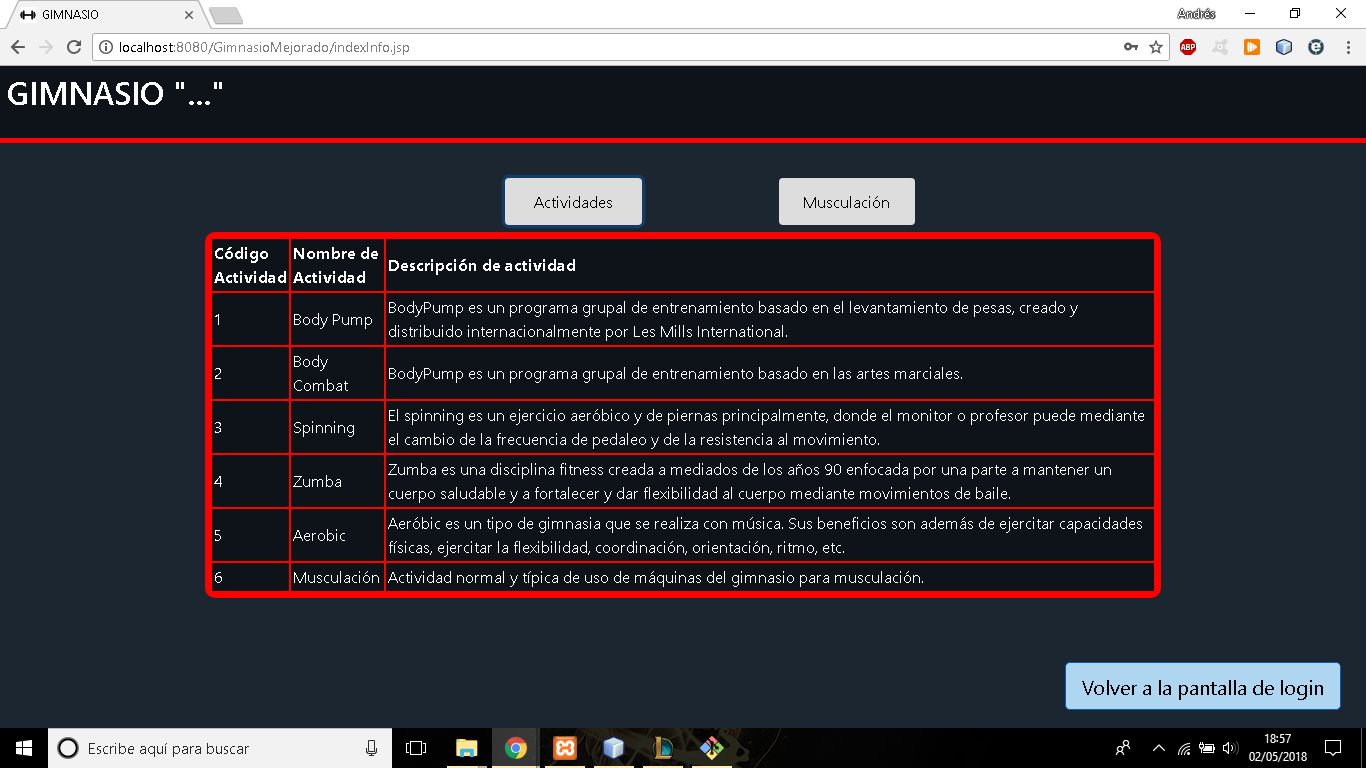 GIMNASIO
Andrés
localhost:8080/GimnasioMejorado/indexInfo.jsp
ABP
GIMNASIO "..."
Actividades
Musculación
Código
Actividad
Nombre de
Actividad
Descripción de actividad
1
Body Pump
BodyPump es un programa grupal de entrenamiento basado en el levantamiento de pesas, creado y
distribuido internacionalmente por Les Mills International.
2
Body
Combat
BodyPump es un programa grupal de entrenamiento basado en las artes marciales.
3
Spinning
El spinning es un ejercicio aeróbico y de piernas principalmente, donde el monitor o profesor puede mediante
el cambio de la frecuencia de pedaleo y de la resistencia al movimiento.
4
Zumba
Zumba es una disciplina fitness creada a mediados de los años 90 enfocada por una parte a mantener un
cuerpo saludable y a fortalecer y dar flexibilidad al cuerpo mediante movimientos de baile.
5
Aerobic
Aeróbic es un tipo de gimnasia que se realiza con música. Sus beneficios son además de ejercitar capacidades
físicas, ejercitar la flexibilidad, coordinación, orientación, ritmo, etc.
6
Musculación
Actividad normal y típica de uso de máquinas del gimnasio para musculación.
Volver a la pantalla de login
Escribe aquí para buscar
18:57
02/05/2018